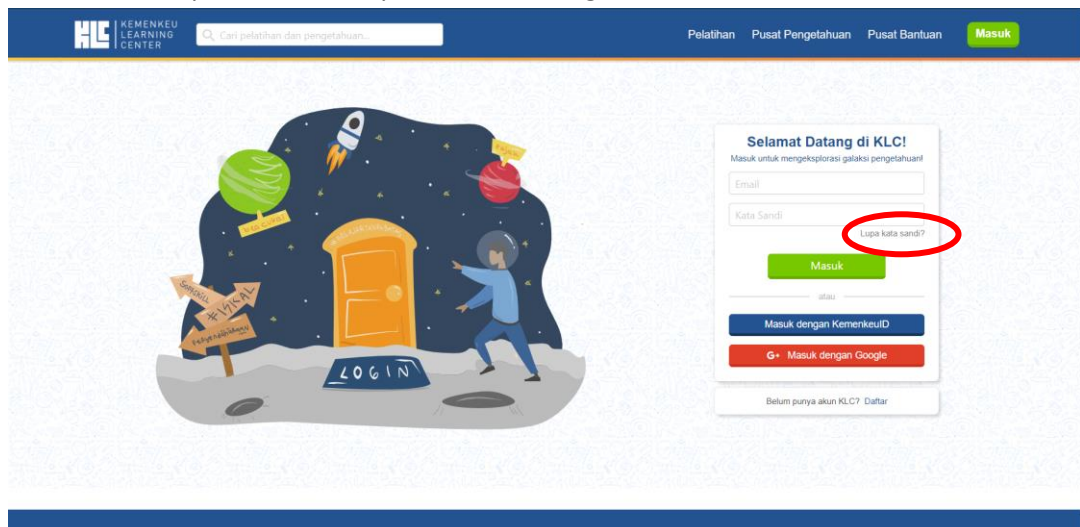 KEMENKEU
LEARNING
CENTER
Cari pelatihan dan pengetahuan...
Pelatihan
Pusat Pengetahuan
Pusat Bantuan
Masuk
Selamat Datang di KLC!
Masuk untuk mengeksplorasi galaksi pengetahuan!
Email
Kata Sandi
Lupa kata sandi?
Masuk
atau
Masuk dengan KemenkeuID
G+ Masuk dengan Google
Belum punya akun KLC? Daftar
LOGIN